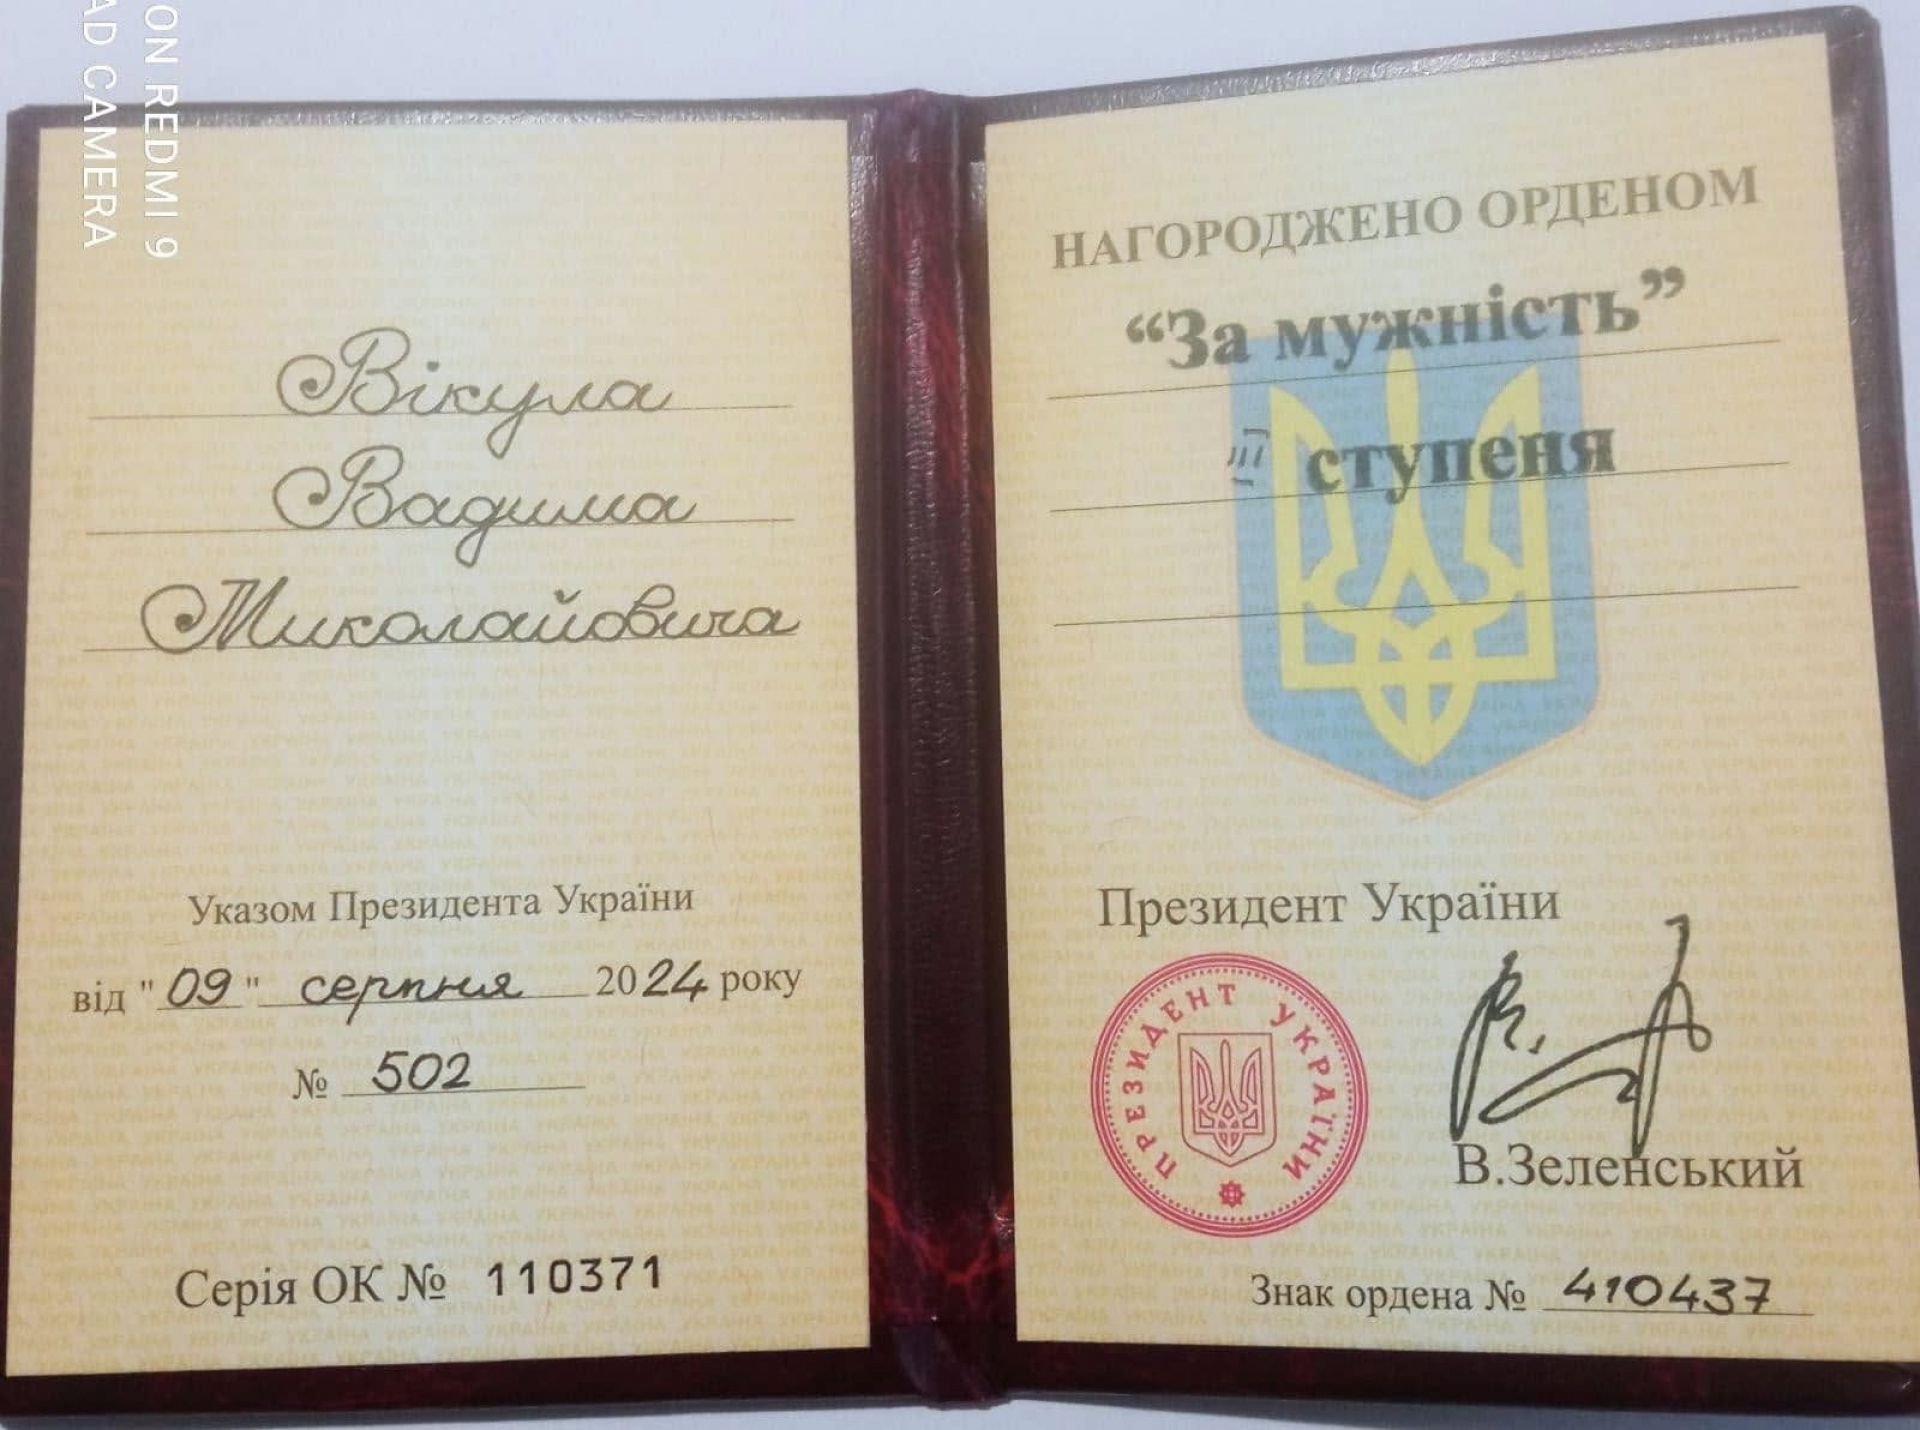 ON REDMI 9
AD CAMERA
Вікула
Вадима
Миколайовича
Указом Президента України
від "09" серпня 2024 року
№ 502
Серія ОК № 110371
НАГОРОДЖЕНО ОРДЕНОМ
“За мужність”
III ступеня
Президент України
ПРЕЗИДЕНТ УКРАЇНИ
В.Зеленський
Знак ордена № 410437